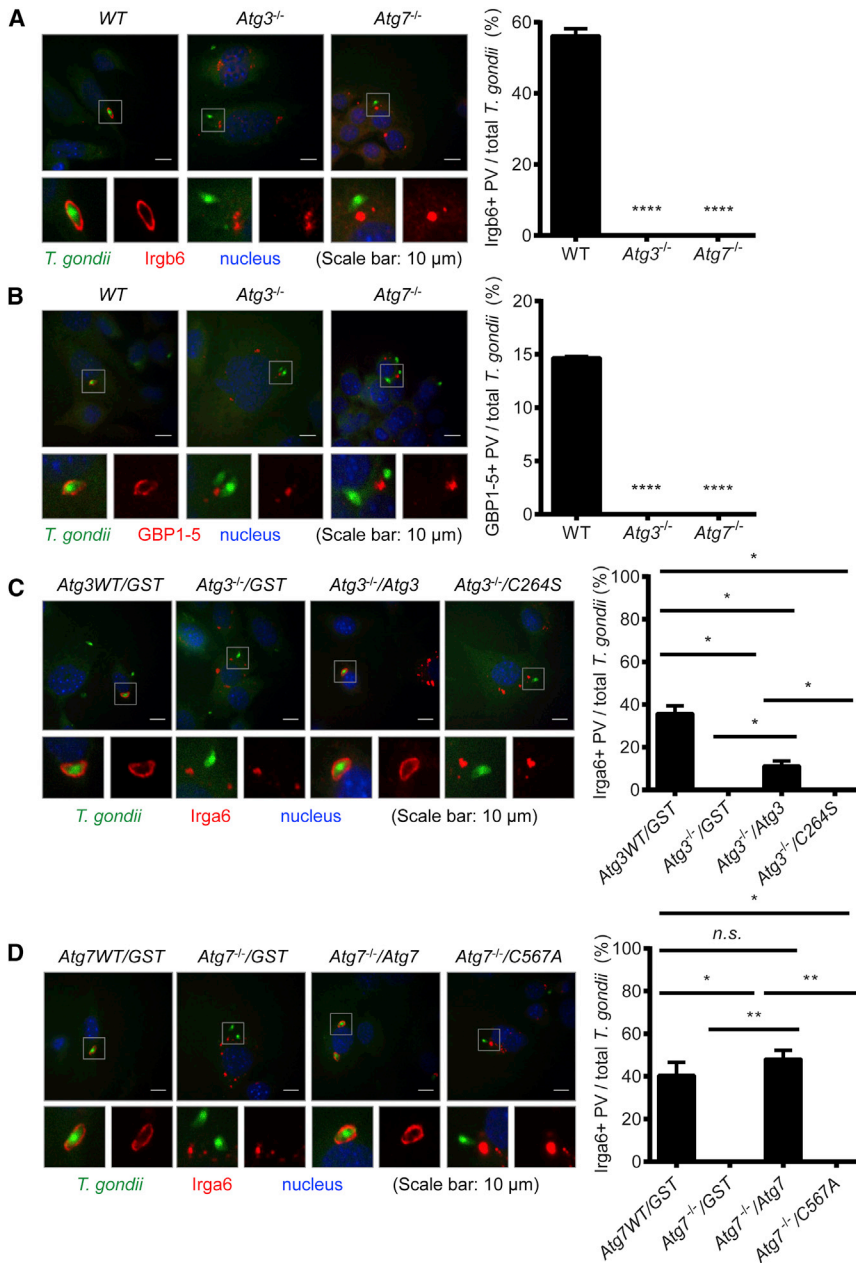 A
WT Atg3-/- Atg7-/-
T. gondii Irgb6 nucleus (Scale bar: 10 µm)
Irgb6+ PV / total T. gondii (%)
60
40
20
0
**** ****
WT Atg3-/- Atg7-/-
B
WT Atg3-/- Atg7-/-
T. gondii GBP1-5 nucleus (Scale bar: 10 µm)
GBP1-5+ PV / total T. gondii (%)
20
15
10
5
0
**** ****
WT Atg3-/- Atg7-/-
C
Atg3WT/GST Atg3-/-/GST Atg3-/-/Atg3 Atg3-/-/C264S
T. gondii Irga6 nucleus (Scale bar: 10 µm)
Irga6+ PV / total T. gondii (%)
100
80
60
40
20
0
*
*
*
*
*
Atg3WT/GST
Atg3-/-/GST
Atg3-/-/Atg3
Atg3-/-/C264S
D
Atg7WT/GST Atg7-/-/GST Atg7-/-/Atg7 Atg7-/-/C567A
T. gondii Irga6 nucleus (Scale bar: 10 µm)
Irga6+ PV / total T. gondii (%)
100
80
60
40
20
0
*
n.s.
* **
**
Atg7WT/GST
Atg7-/-/GST
Atg7-/-/Atg7
Atg7-/-/C567A